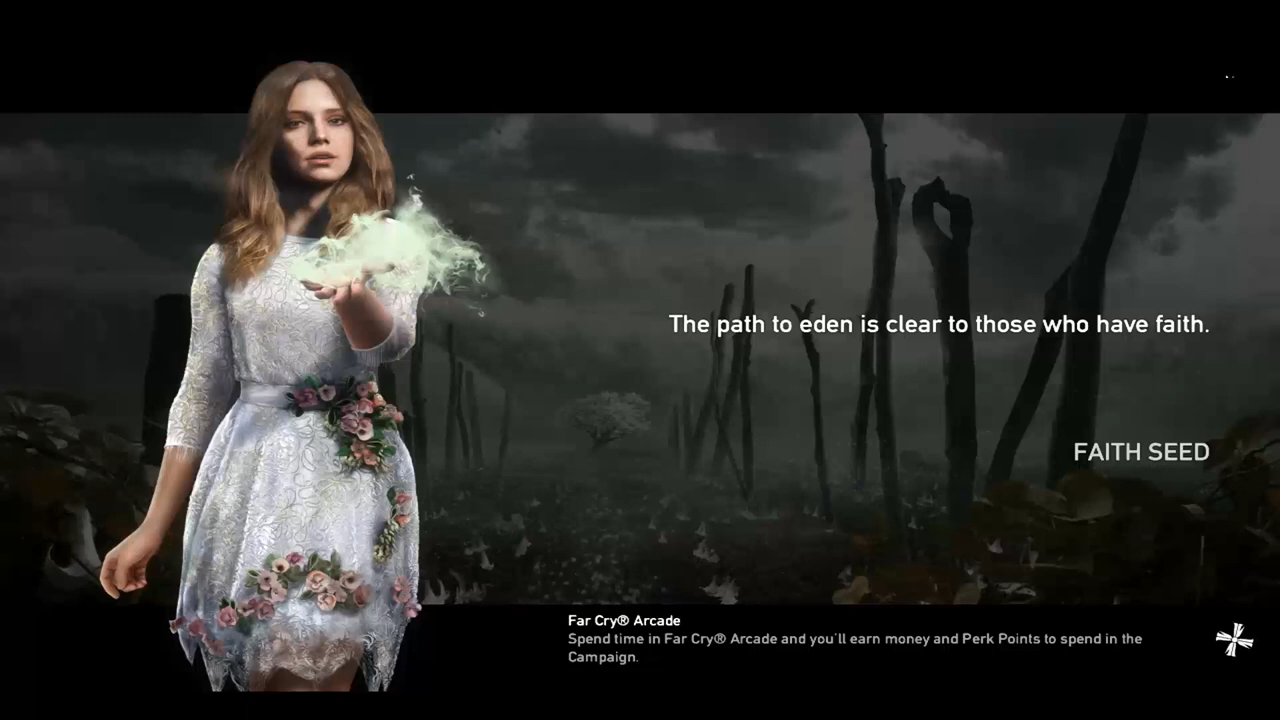 The path to eden is clear to those who have faith.
FAITH SEED
Far Cry® Arcade
Spend time in Far Cry® Arcade and you'll earn money and Perk Points to spend in the
Campaign.